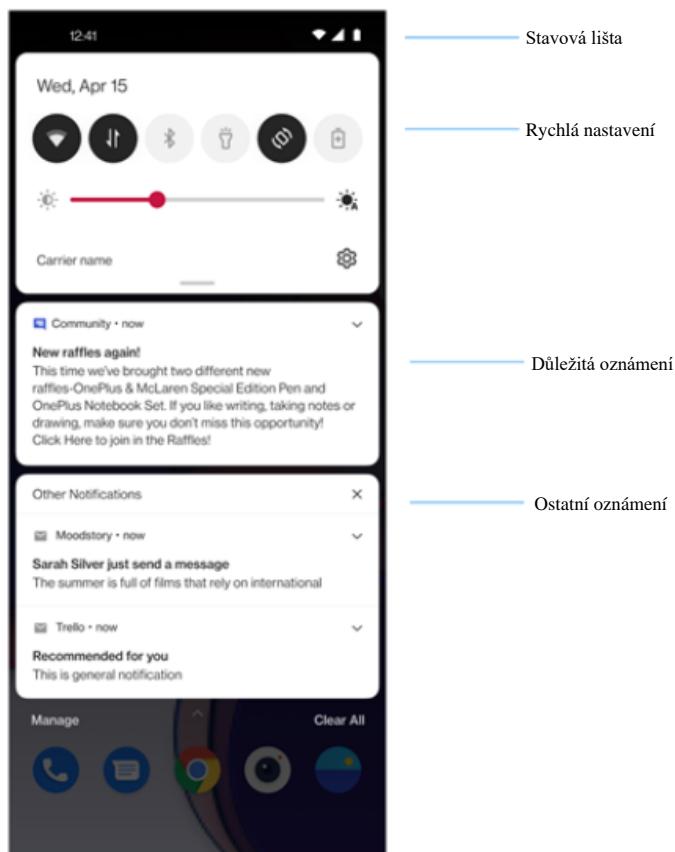 12:41
Stavová lišta
Wed, Apr 15
Rychlá nastavení
Carrier name
Community • now
New raffles again!
This time we've brought two different new
raffles-OnePlus & McLaren Special Edition Pen and
OnePlus Notebook Set. If you like writing, taking notes or
drawing, make sure you don't miss this opportunity!
Click Here to join in the Raffles!
Důležitá oznámení
Other Notifications
Ostatní oznámení
Moodstory • now
Sarah Silver just send a message
The summer is full of films that rely on international
Trello • now
Recommended for you
This is general notification
Manage
Clear All